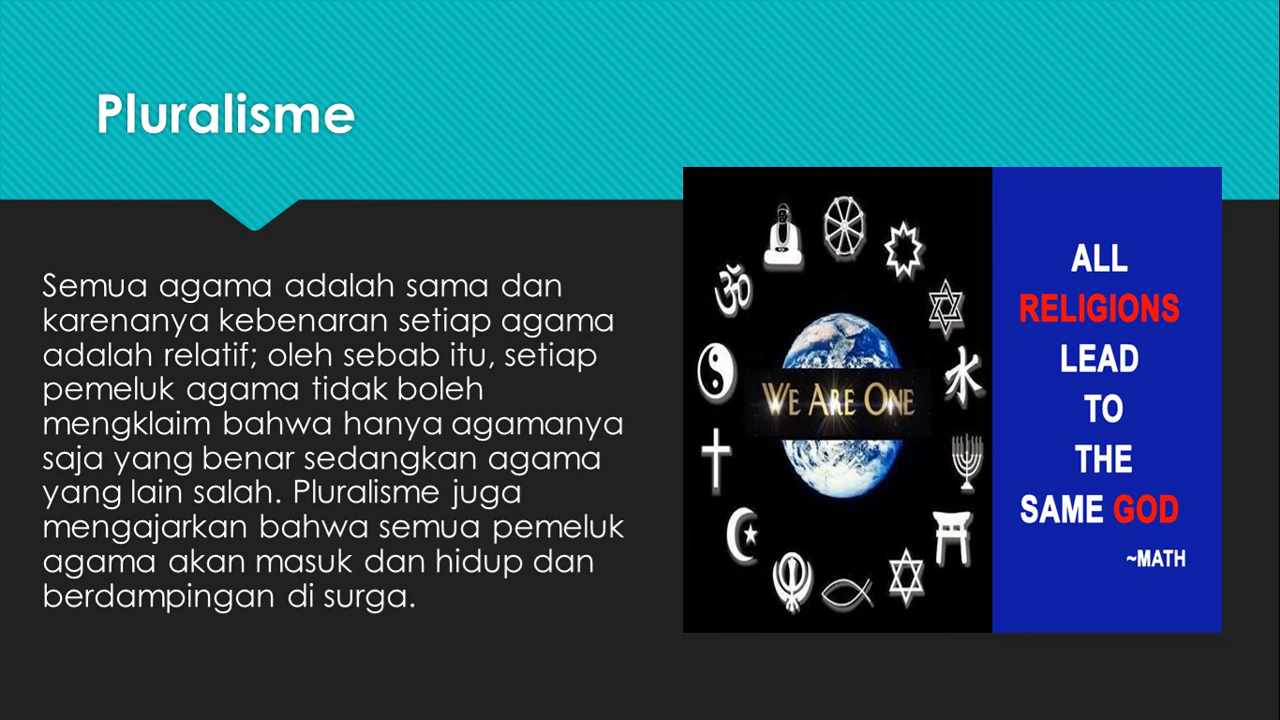 Pluralisme
Semua agama adalah sama dan
karenanya kebenaran setiap agama
adalah relatif; oleh sebab itu, setiap
pemeluk agama tidak boleh
mengklaim bahwa hanya agamanya
saja yang benar sedangkan agama
yang lain salah. Pluralisme juga
mengajarkan bahwa semua pemeluk
agama akan masuk dan hidup dan
berdampingan di surga.
WE ARE ONE
ALL
RELIGIONS
LEAD
TO
THE
SAME GOD
~MATH